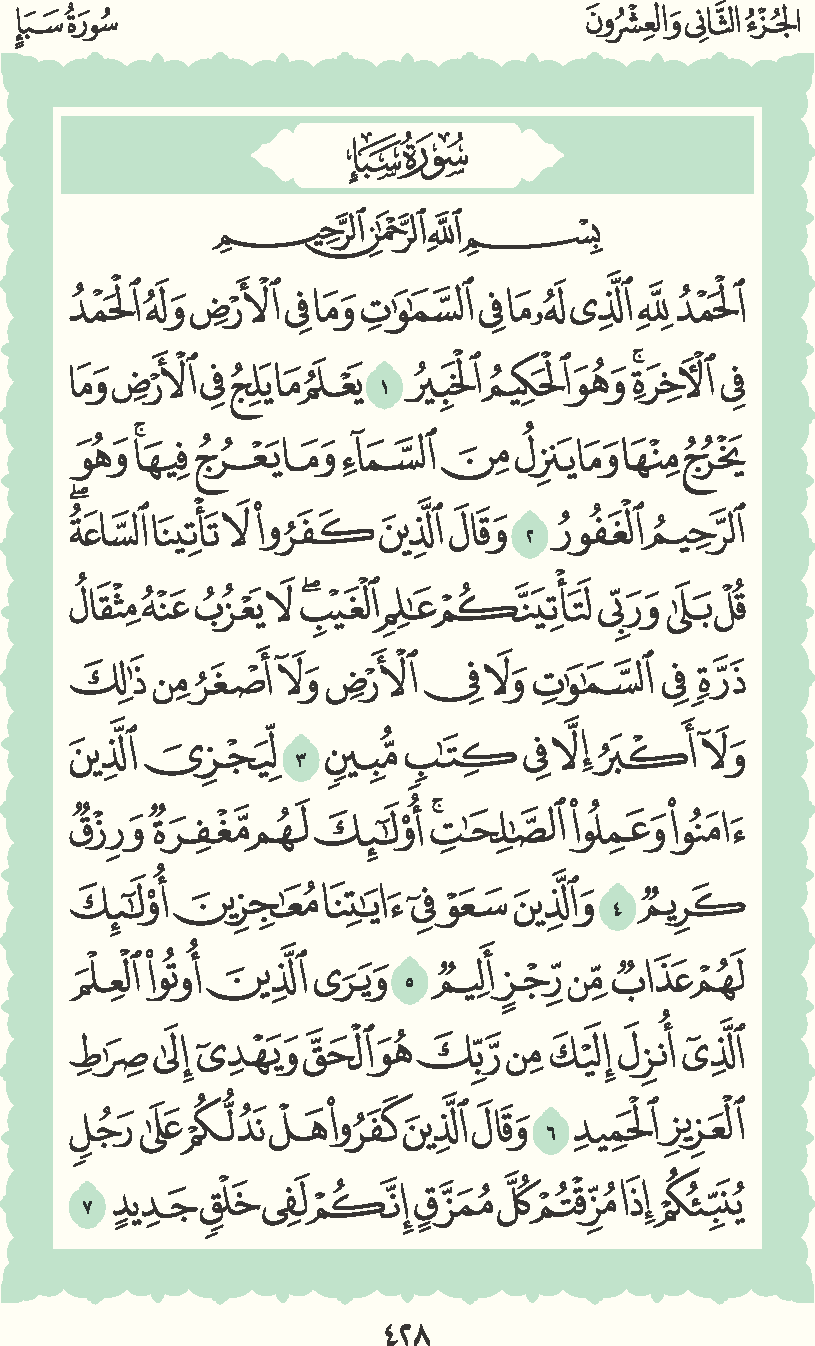 الجُزْءُ الثَّانِي وَالعِشْرُونَ
سُورَةُ سَبَإٍ
سُورَةُ سَبَإٍ
بِسْمِ ٱللَّهِ ٱلرَّحْمَٰنِ ٱلرَّحِيمِ
ٱلْحَمْدُ لِلَّهِ ٱلَّذِى لَهُۥ مَا فِى ٱلسَّمَٰوَٰتِ وَمَا فِى ٱلْأَرْضِ وَلَهُ ٱلْحَمْدُ
فِى ٱلْءَاخِرَةِ ۚ وَهُوَ ٱلْحَكِيمُ ٱلْخَبِيرُ ١ يَعْلَمُ مَا يَلِجُ فِى ٱلْأَرْضِ وَمَا
يَخْرُجُ مِنْهَا وَمَا يَنزِلُ مِنَ ٱلسَّمَآءِ وَمَا يَعْرُجُ فِيهَا ۚ وَهُوَ
ٱلرَّحِيمُ ٱلْغَفُورُ ٢ وَقَالَ ٱلَّذِينَ كَفَرُوا۟ لَا تَأْتِينَا ٱلسَّاعَةُ ۖ
قُلْ بَلَىٰ وَرَبِّى لَتَأْتِيَنَّكُمْ عَٰلِمِ ٱلْغَيْبِ ۖ لَا يَعْزُبُ عَنْهُ مِثْقَالُ
ذَرَّةٍ فِى ٱلسَّمَٰوَٰتِ وَلَا فِى ٱلْأَرْضِ وَلَآ أَصْغَرُ مِن ذَٰلِكَ
وَلَآ أَكْبَرُ إِلَّا فِى كِتَٰبٍ مُّبِينٍ ٣ لِّيَجْزِىَ ٱلَّذِينَ
ءَامَنُوا۟ وَعَمِلُوا۟ ٱلصَّٰلِحَٰتِ ۚ أُو۟لَٰٓئِكَ لَهُم مَّغْفِرَةٌ وَرِزْقٌ
كَرِيمٌ ٤ وَٱلَّذِينَ سَعَوْ فِىٓ ءَايَٰتِنَا مُعَٰجِزِينَ أُو۟لَٰٓئِكَ
لَهُمْ عَذَابٌ مِّن رِّجْزٍ أَلِيمٌ ٥ وَيَرَى ٱلَّذِينَ أُوتُوا۟ ٱلْعِلْمَ
ٱلَّذِىٓ أُنزِلَ إِلَيْكَ مِن رَّبِّكَ هُوَ ٱلْحَقَّ وَيَهْدِىٓ إِلَىٰ صِرَٰطِ
ٱلْعَزِيزِ ٱلْحَمِيدِ ٦ وَقَالَ ٱلَّذِينَ كَفَرُوا۟ هَلْ نَدُلُّكُمْ عَلَىٰ رَجُلٍ
يُنَبِّئُكُمْ إِذَا مُزِّقْتُمْ كُلَّ مُمَزَّقٍ إِنَّكُمْ لَفِى خَلْقٍ جَدِيدٍ ٧
٤٢٨